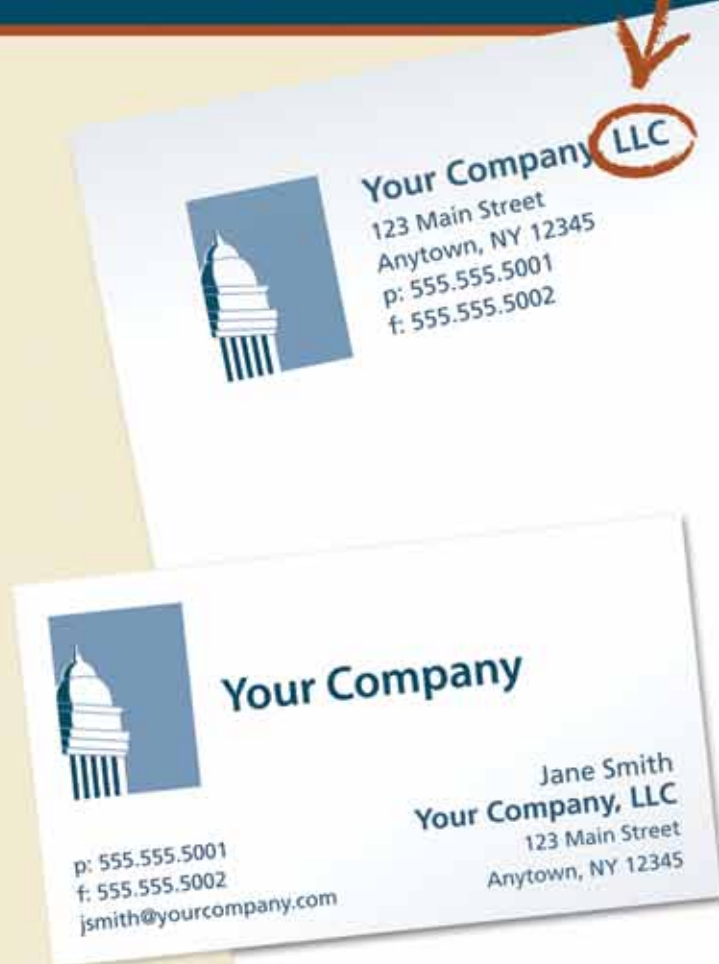 Your Company, LLC
123 Main Street
Anytown, NY 12345
p: 555.555.5001
f: 555.555.5002
Your Company
Jane Smith
Your Company, LLC
123 Main Street
Anytown, NY 12345
p: 555.555.5001
f: 555.555.5002
jsmith@yourcompany.com